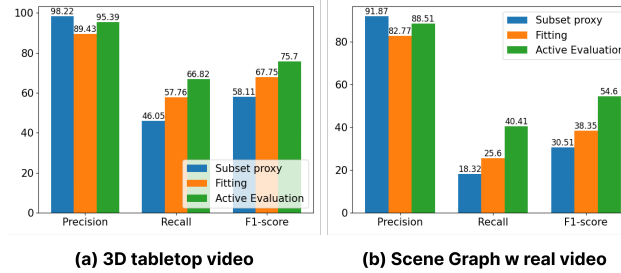 98.22
89.43
95.39
46.05
57.76
66.82
58.11
67.75
75.7
100
80
60
40
20
0
Subset proxy
Fitting
Active Evaluation
Precision
Recall
F1-score
(a) 3D tabletop video
91.87
82.77
88.51
18.32
25.6
40.41
30.51
38.35
54.6
80
60
40
20
0
Subset proxy
Fitting
Active Evaluation
Precision
Recall
F1-score
(b) Scene Graph w real video